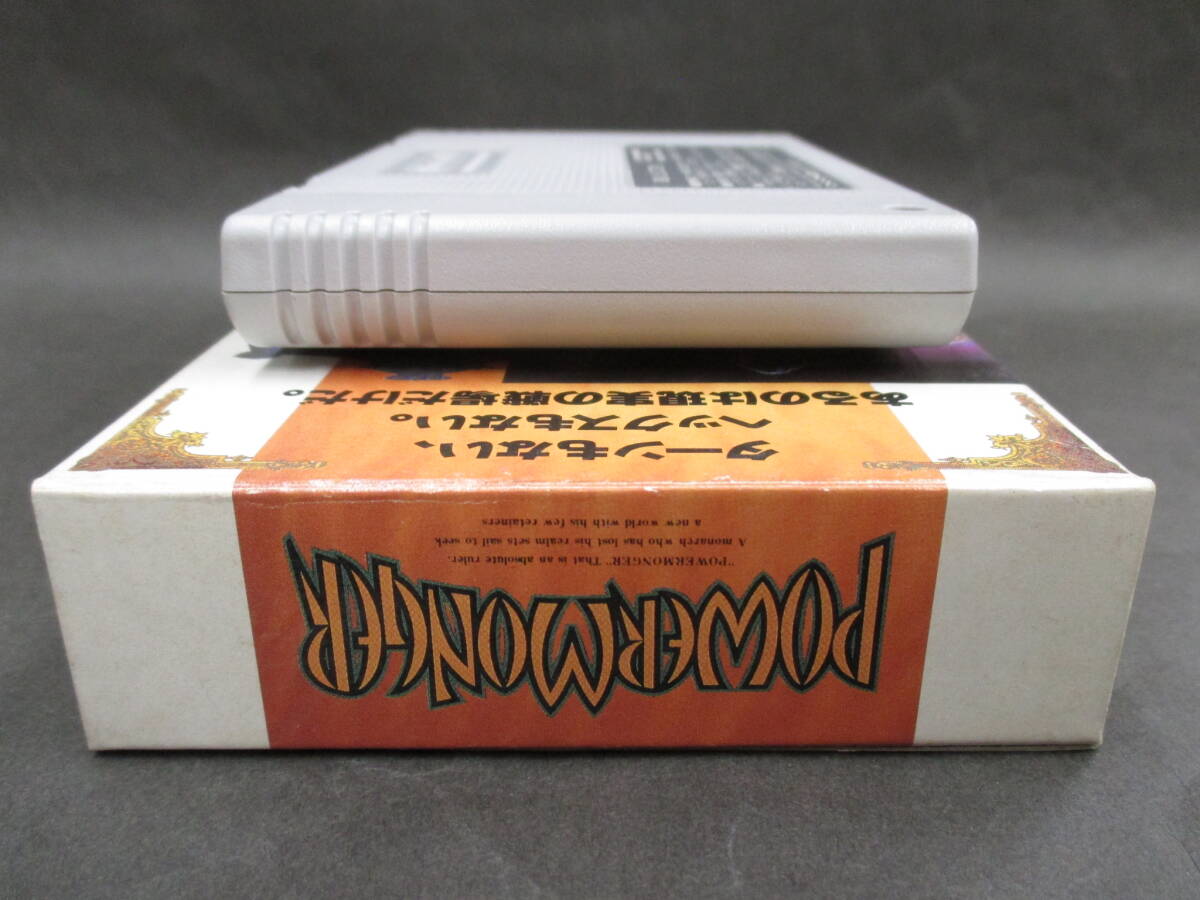 ターンもない、
ヘックスもない。
あるのは現実の戦場だけだ。
POWERMONGER
"POWERMONGER" That is an absolute ruler.
A monarch who has lost his realm sets sail to seek
a new world with his few retainers